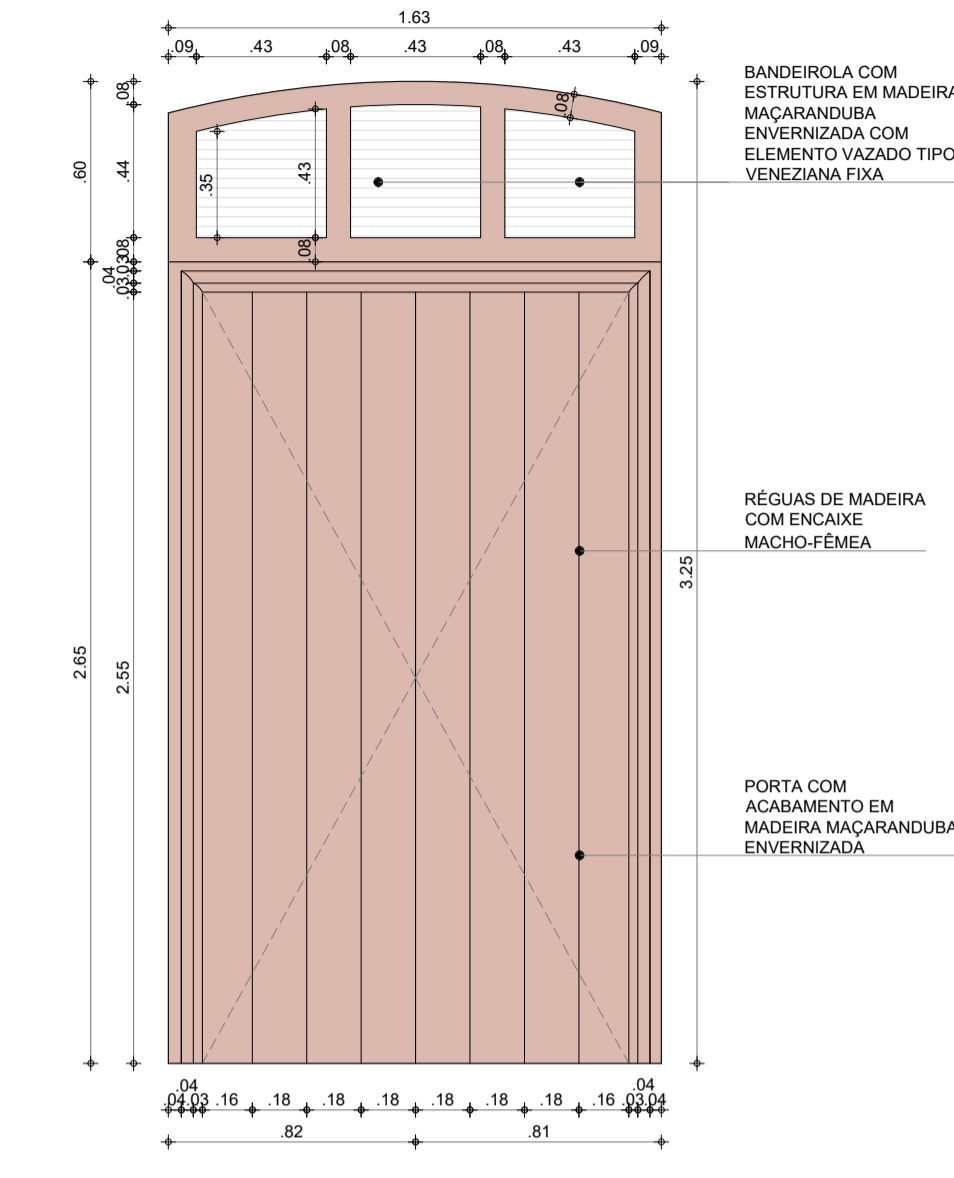 1.63
.09 .43 .08 .43 .08 .43 .09
.08
.60
.44
.08
.03
.04
.03
.35
.43
.08
.08
BANDEIROLA COM
ESTRUTURA EM MADEIRA
MAÇARANDUBA
ENVERNIZADA COM
ELEMENTO VAZADO TIPO
VENEZIANA FIXA
RÉGUAS DE MADEIRA
COM ENCAIXE
MACHO-FÊMEA
3.25
2.65
2.55
PORTA COM
ACABAMENTO EM
MADEIRA MAÇARANDUBA
ENVERNIZADA
.04 .04
.04 .03 .16 .18 .18 .18 .18 .18 .18 .16 .03 .04
.82 .81